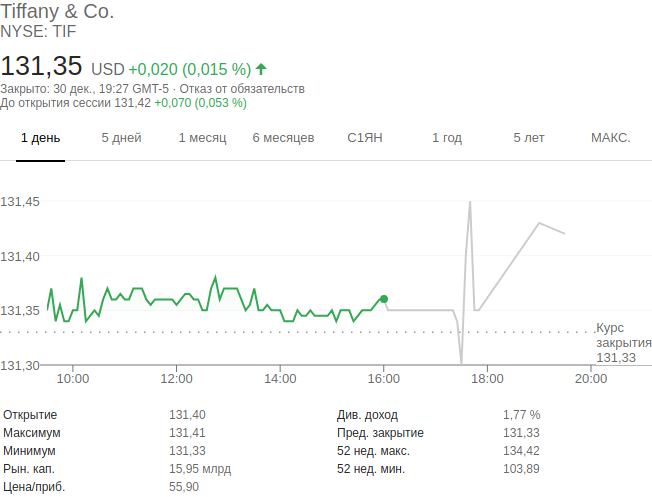 Tiffany & Co.
NYSE: TIF
131,35 USD +0,020 (0,015 %)
Закрыто: 30 дек., 19:27 GMT-5 · Отказ от обязательств
До открытия сессии 131,42 +0,070 (0,053 %)
1 день 5 дней 1 месяц 6 месяцев С1ЯН 1 год 5 лет МАКС.
131,45
131,40
131,35
131,30
Курс
закрытия
131,33
10:00 12:00 14:00 16:00 18:00 20:00
Открытие 131,40 Див. доход 1,77 %
Максимум 131,41 Пред. закрытие 131,33
Минимум 131,33 52 нед. макс. 134,42
Рын. кап. 15,95 млрд 52 нед. мин. 103,89
Цена/приб. 55,90